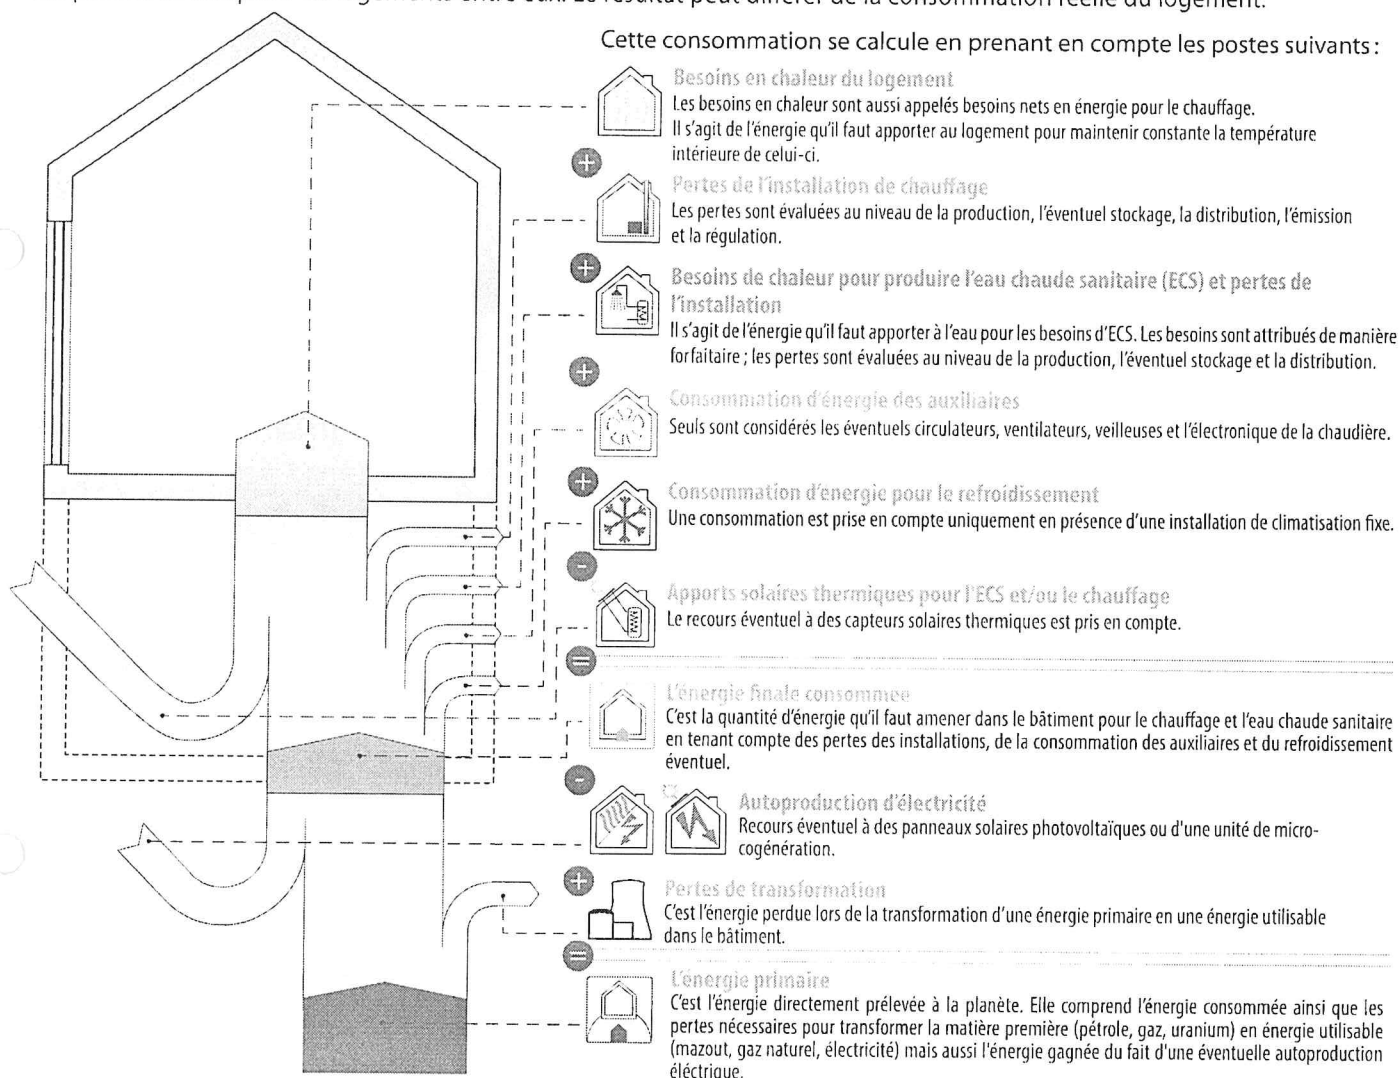 logements entre eux. Le résultat peut différer de la consommation réelle du logement.
Cette consommation se calcule en prenant en compte les postes suivants :
Besoins en chaleur du logement
Les besoins en chaleur sont aussi appelés besoins nets en énergie pour le chauffage.
Il s'agit de l'énergie qu'il faut apporter au logement pour maintenir constante la température
intérieure de celui-ci.
+
Pertes de l'installation de chauffage
Les pertes sont évaluées au niveau de la production, l'éventuel stockage, la distribution, l'émission
et la régulation.
+
Besoins de chaleur pour produire l'eau chaude sanitaire (ECS) et pertes de
l'installation
Il s'agit de l'énergie qu'il faut apporter à l'eau pour les besoins d'ECS. Les besoins sont attribués de manière
forfaitaire ; les pertes sont évaluées au niveau de la production, l'éventuel stockage et la distribution.
+
Consommation d'énergie des auxiliaires
Seuls sont considérés les éventuels circulateurs, ventilateurs, veilleuses et l'électronique de la chaudière.
+
Consommation d'énergie pour le refroidissement
Une consommation est prise en compte uniquement en présence d'une installation de climatisation fixe.
-
Apports solaires thermiques pour l'ECS et/ou le chauffage
Le recours éventuel à des capteurs solaires thermiques est pris en compte.
=
L'énergie finale consommée
C'est la quantité d'énergie qu'il faut amener dans le bâtiment pour le chauffage et l'eau chaude sanitaire
en tenant compte des pertes des installations, de la consommation des auxiliaires et du refroidissement
éventuel.
-
Autoproduction d'électricité
Recours éventuel à des panneaux solaires photovoltaïques ou d'une unité de micro-
cogénération.
+
Pertes de transformation
C'est l'énergie perdue lors de la transformation d'une énergie primaire en une énergie utilisable
dans le bâtiment.
=
L'énergie primaire
C'est l'énergie directement prélevée à la planète. Elle comprend l'énergie consommée ainsi que les
pertes nécessaires pour transformer la matière première (pétrole, gaz, uranium) en énergie utilisable
(mazout, gaz naturel, électricité) mais aussi l'énergie gagnée du fait d'une éventuelle autoproduction
éléctrique.